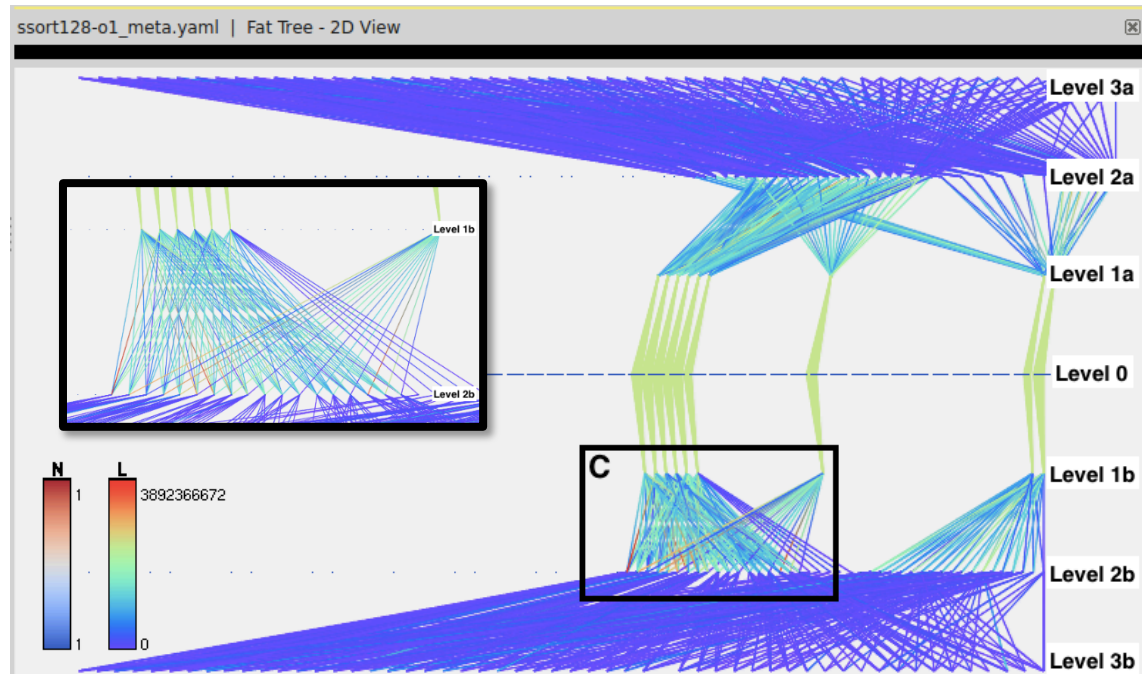 ssort128-o1_meta.yaml | Fat Tree - 2D View
Level 3a
Level 2a
Level 1b
Level 2b
Level 1a
Level 0
C
Level 1b
N
L
1
3892366672
1
0
Level 2b
Level 3b